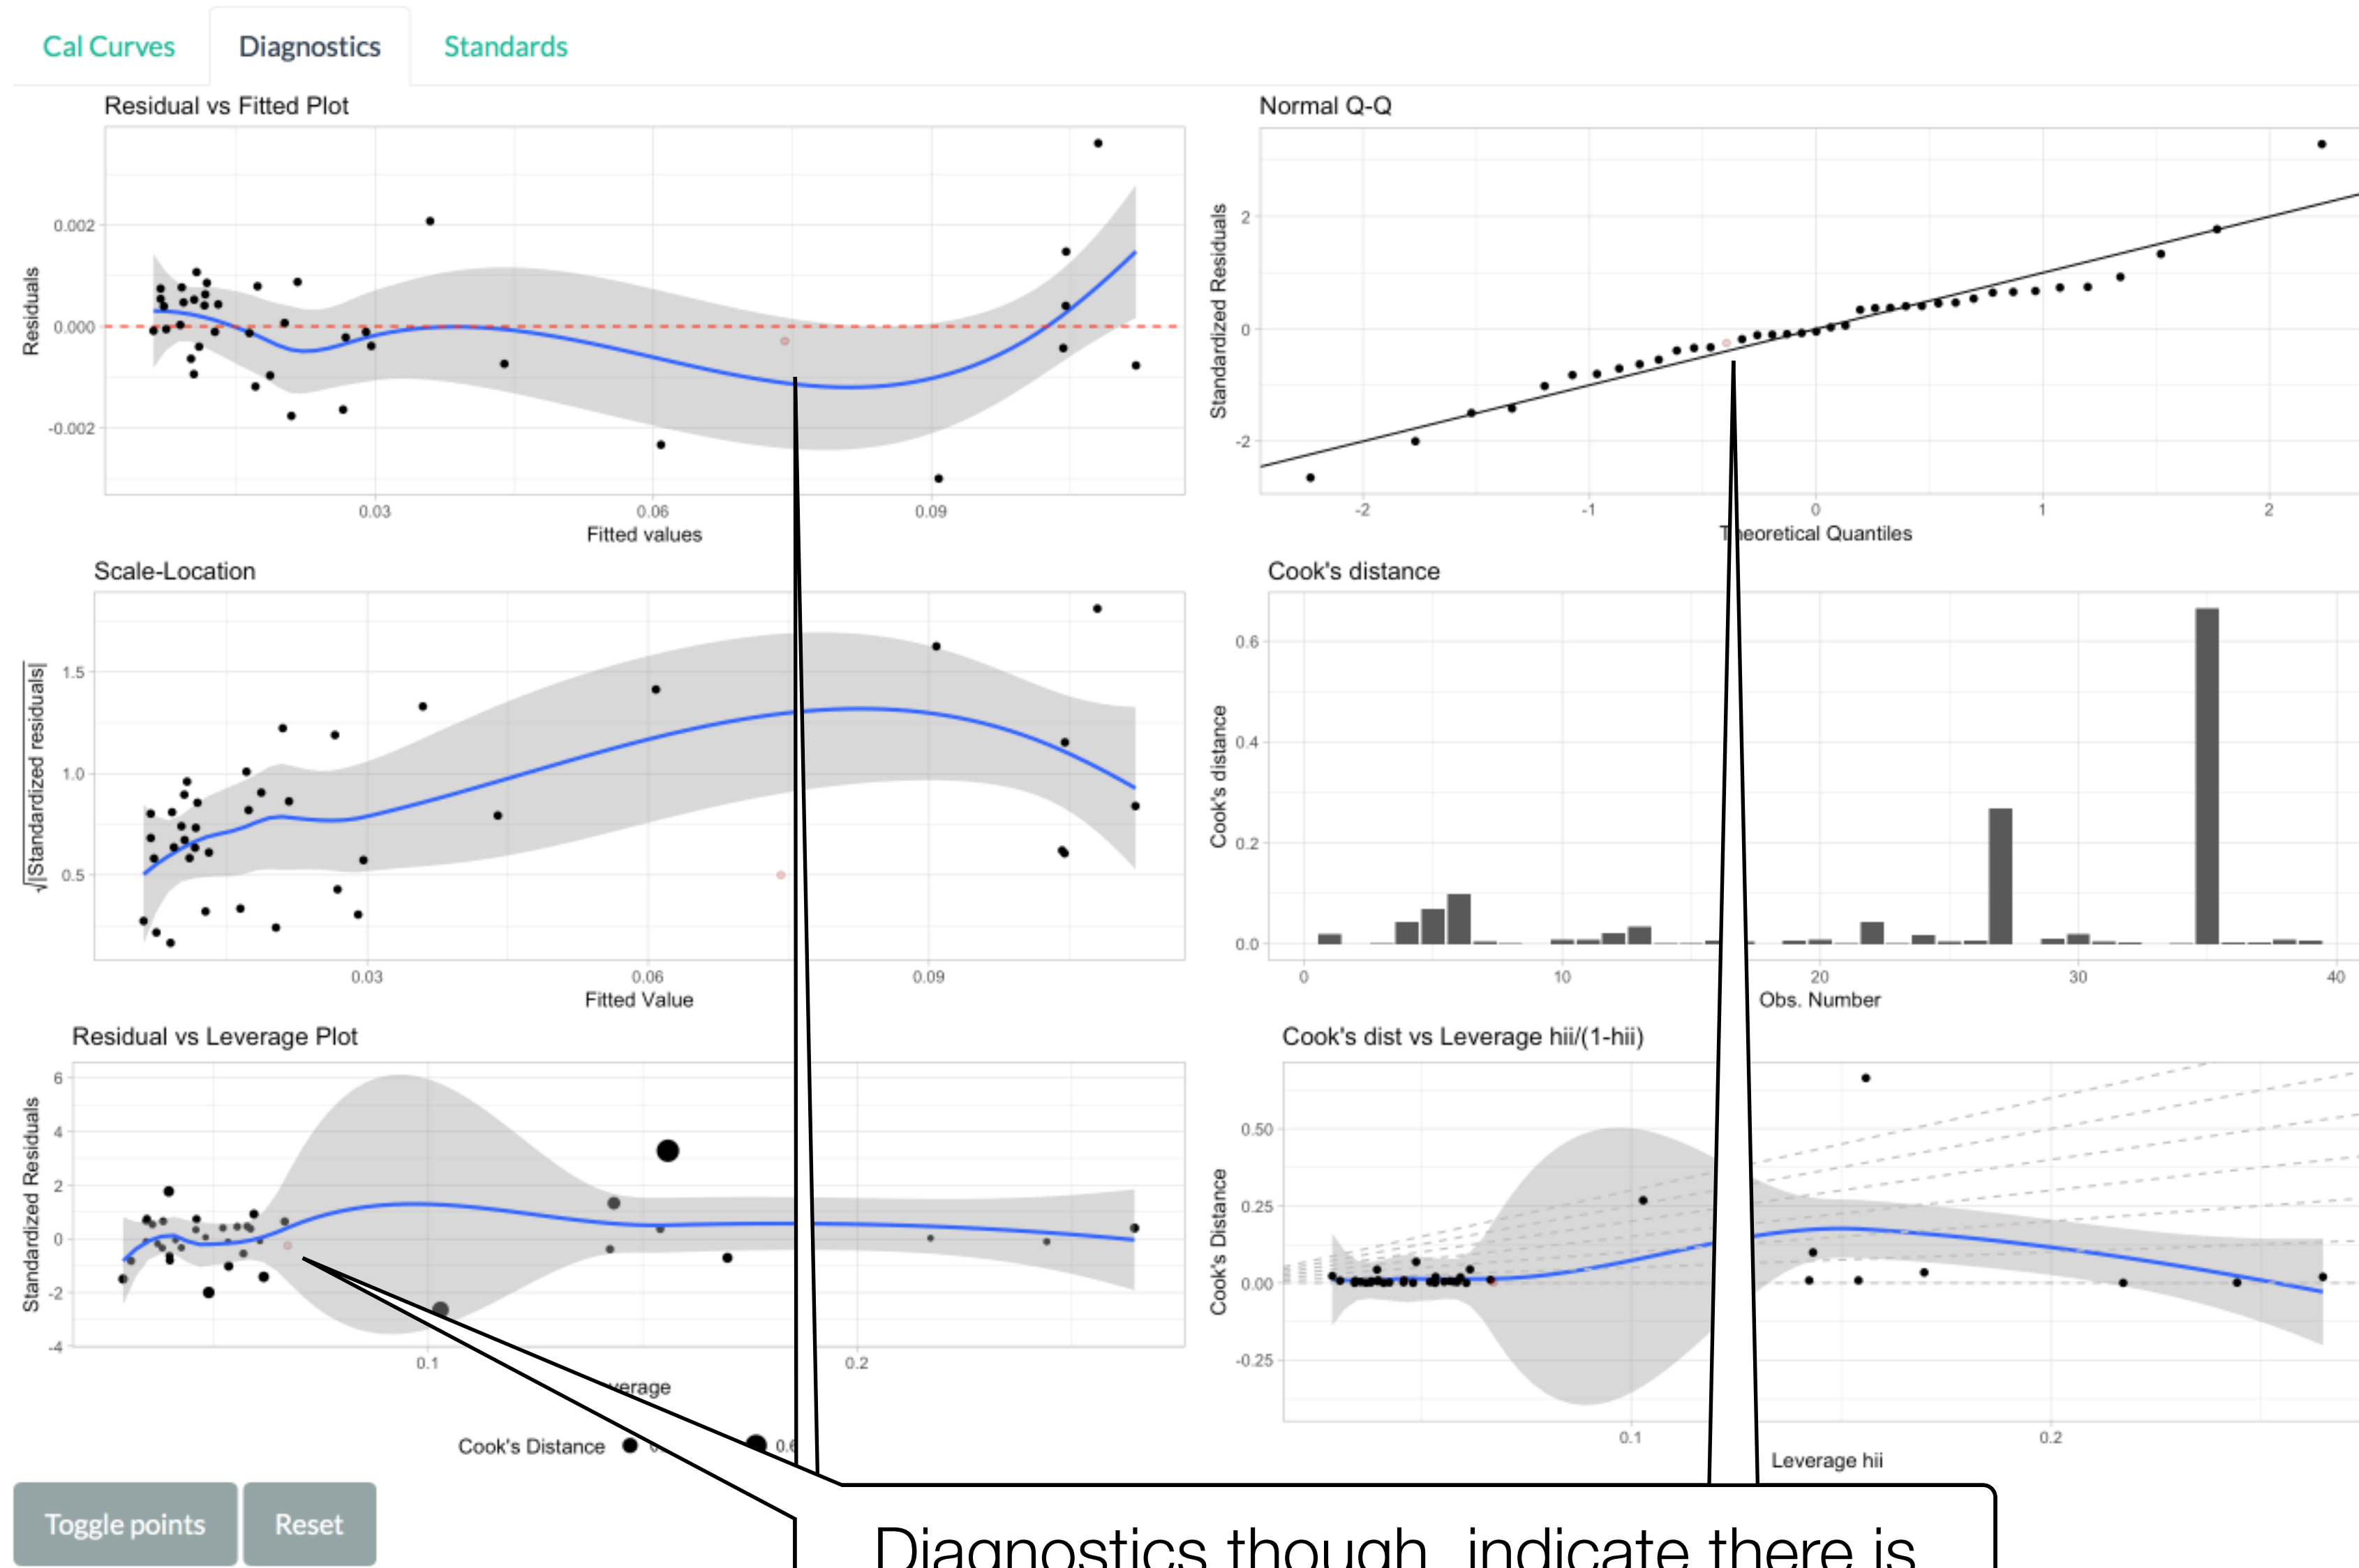 Cal Curves
Diagnostics
Standards
Residual vs Fitted Plot
Residuals
0.002
0.000
-0.002
0.03
0.06
0.09
Fitted values
Normal Q-Q
Standardized Residuals
2
0
-2
-2
-1
0
1
2
Theoretical Quantiles
Scale-Location
√|Standardized residuals|
1.5
1.0
0.5
0.03
0.06
0.09
Fitted Value
Cook's distance
Cook's distance
0.6
0.4
0.2
0.0
0
10
20
30
40
Obs. Number
Residual vs Leverage Plot
Standardized Residuals
6
4
2
0
-2
-4
0.1
0.2
verage
Cook's Distance
Cook's dist vs Leverage hii/(1-hii)
Cook's Distance
0.50
0.25
0.00
-0.25
0.1
0.2
Leverage hii
Toggle points
Reset
Diagnostics though, indicate there is